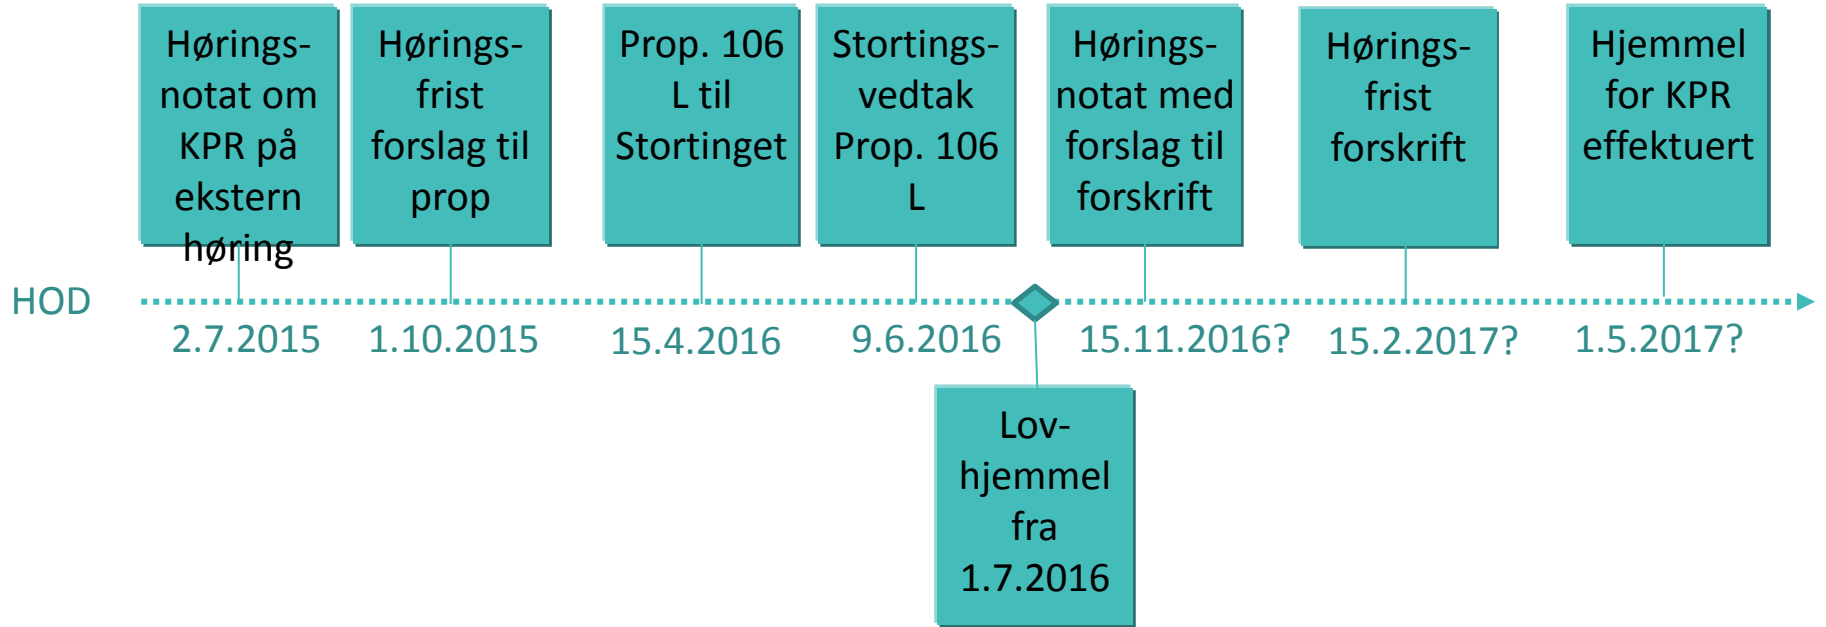 Hørings-
notat om
KPR på
ekstern
høring
Hørings-
frist
forslag til
prop
Prop. 106
L til
Stortinget
Stortings-
vedtak
Prop. 106
L
Hørings-
notat med
forslag til
forskrift
Hørings-
frist
forskrift
Hjemmel
for KPR
effektuert
HOD
2.7.2015
1.10.2015
15.4.2016
9.6.2016
15.11.2016?
15.2.2017?
1.5.2017?
Lov-
hjemmel
fra
1.7.2016